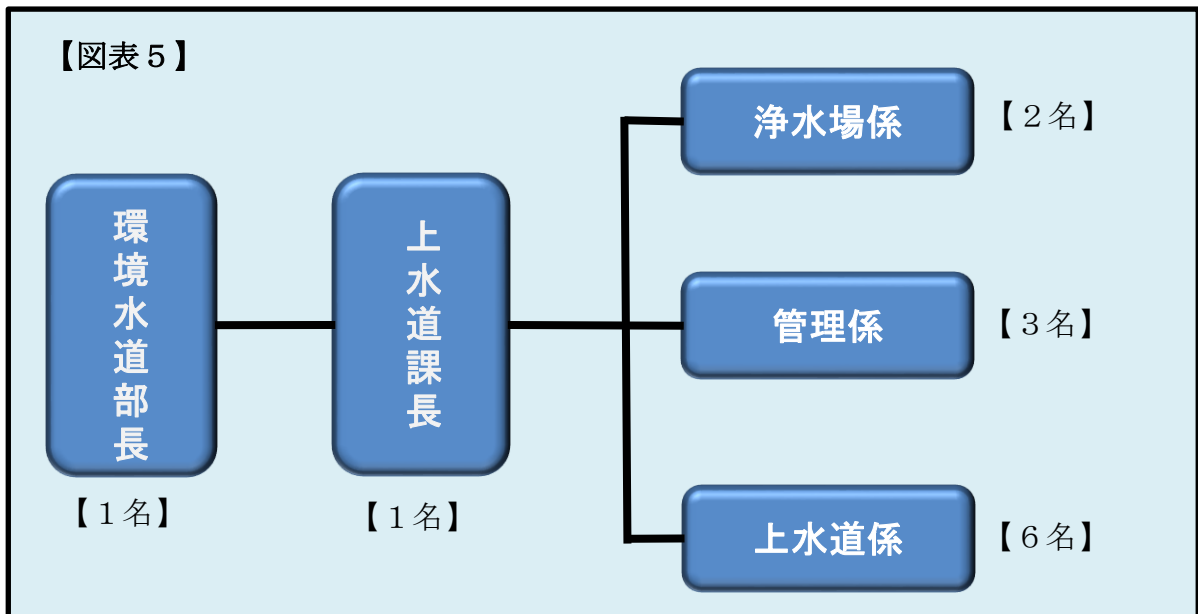 【図表５】
環境水道部長
【１名】
上水道課長
【１名】
浄水場係
【２名】
管理係
【３名】
上水道係
【６名】